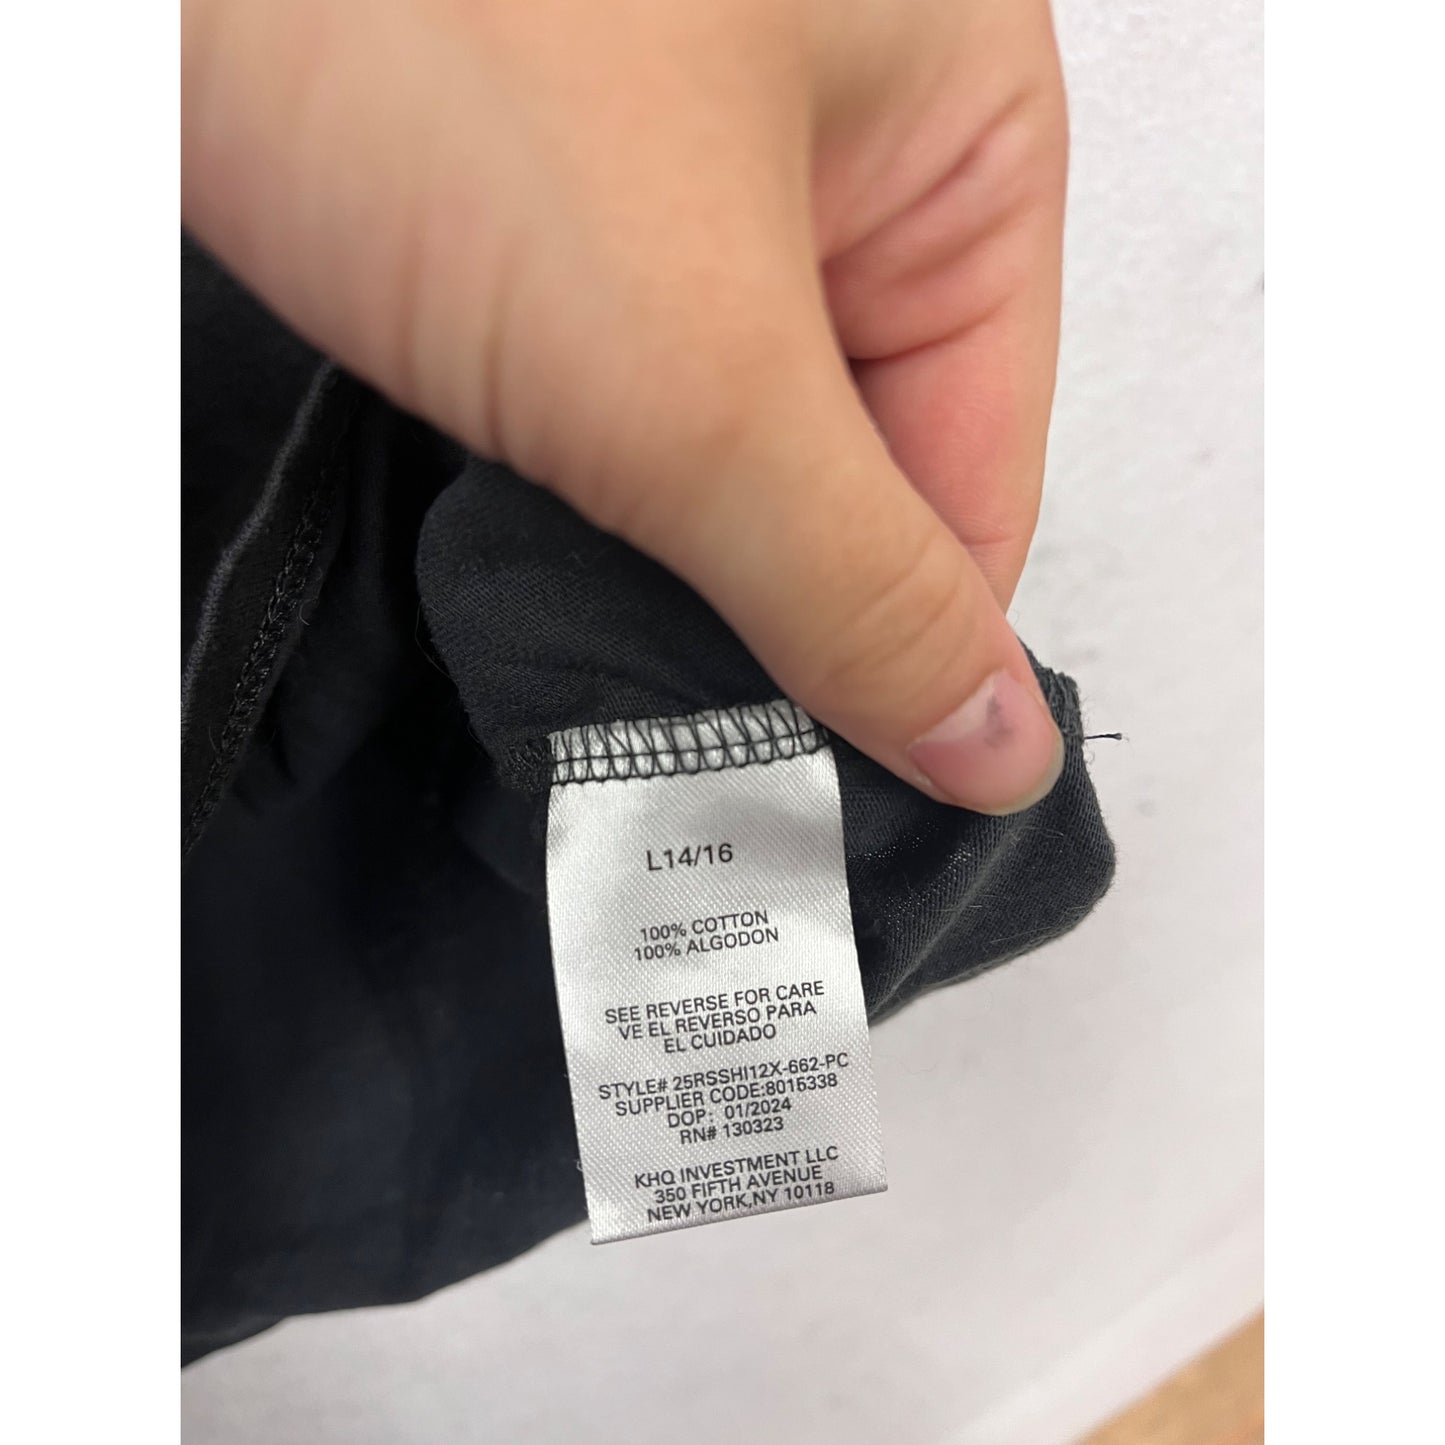 L14/16
100% COTTON
100% ALGODON
SEE REVERSE FOR CARE
VE EL REVERSO PARA
EL CUIDADO
STYLE# 25RSSHI12X-662-PC
SUPPLIER CODE:8015338
DOP: 01/2024
RN# 130323
KHQ INVESTMENT LLC
350 FIFTH AVENUE
NEW YORK,NY 10118